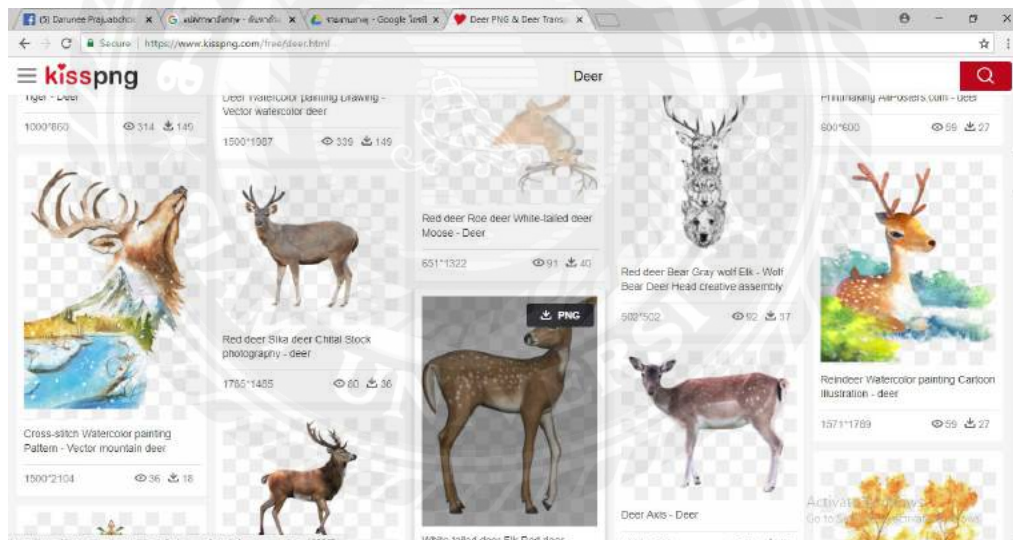 (5) Darunee Prajuabchoi
Deer PNG & Deer Trans
Secure | https://www.kisspng.com/free/deer.html
kisspng
Deer
Tiger - Deer
1000*860 314 149
Deer Watercolor painting Drawing -
Vector watercolor deer
1500*1987 339 149
Cross-stitch Watercolor painting
Pattern - Vector mountain deer
1500*2104 36 18
Red deer Sika deer Chital Stock
photography - deer
1765*1485 80 36
Red deer Roe deer White-tailed deer
Moose - Deer
651*1322 91 40
PNG
White-tailed deer Elk Red deer
Red deer Bear Gray wolf Elk - Wolf
Bear Deer Head creative assembly
502*502 92 37
Deer Axis - Deer
Printmaking AllPosters.com - deer
600*600 59 27
Reindeer Watercolor painting Cartoon
Illustration - deer
1571*1789 59 27